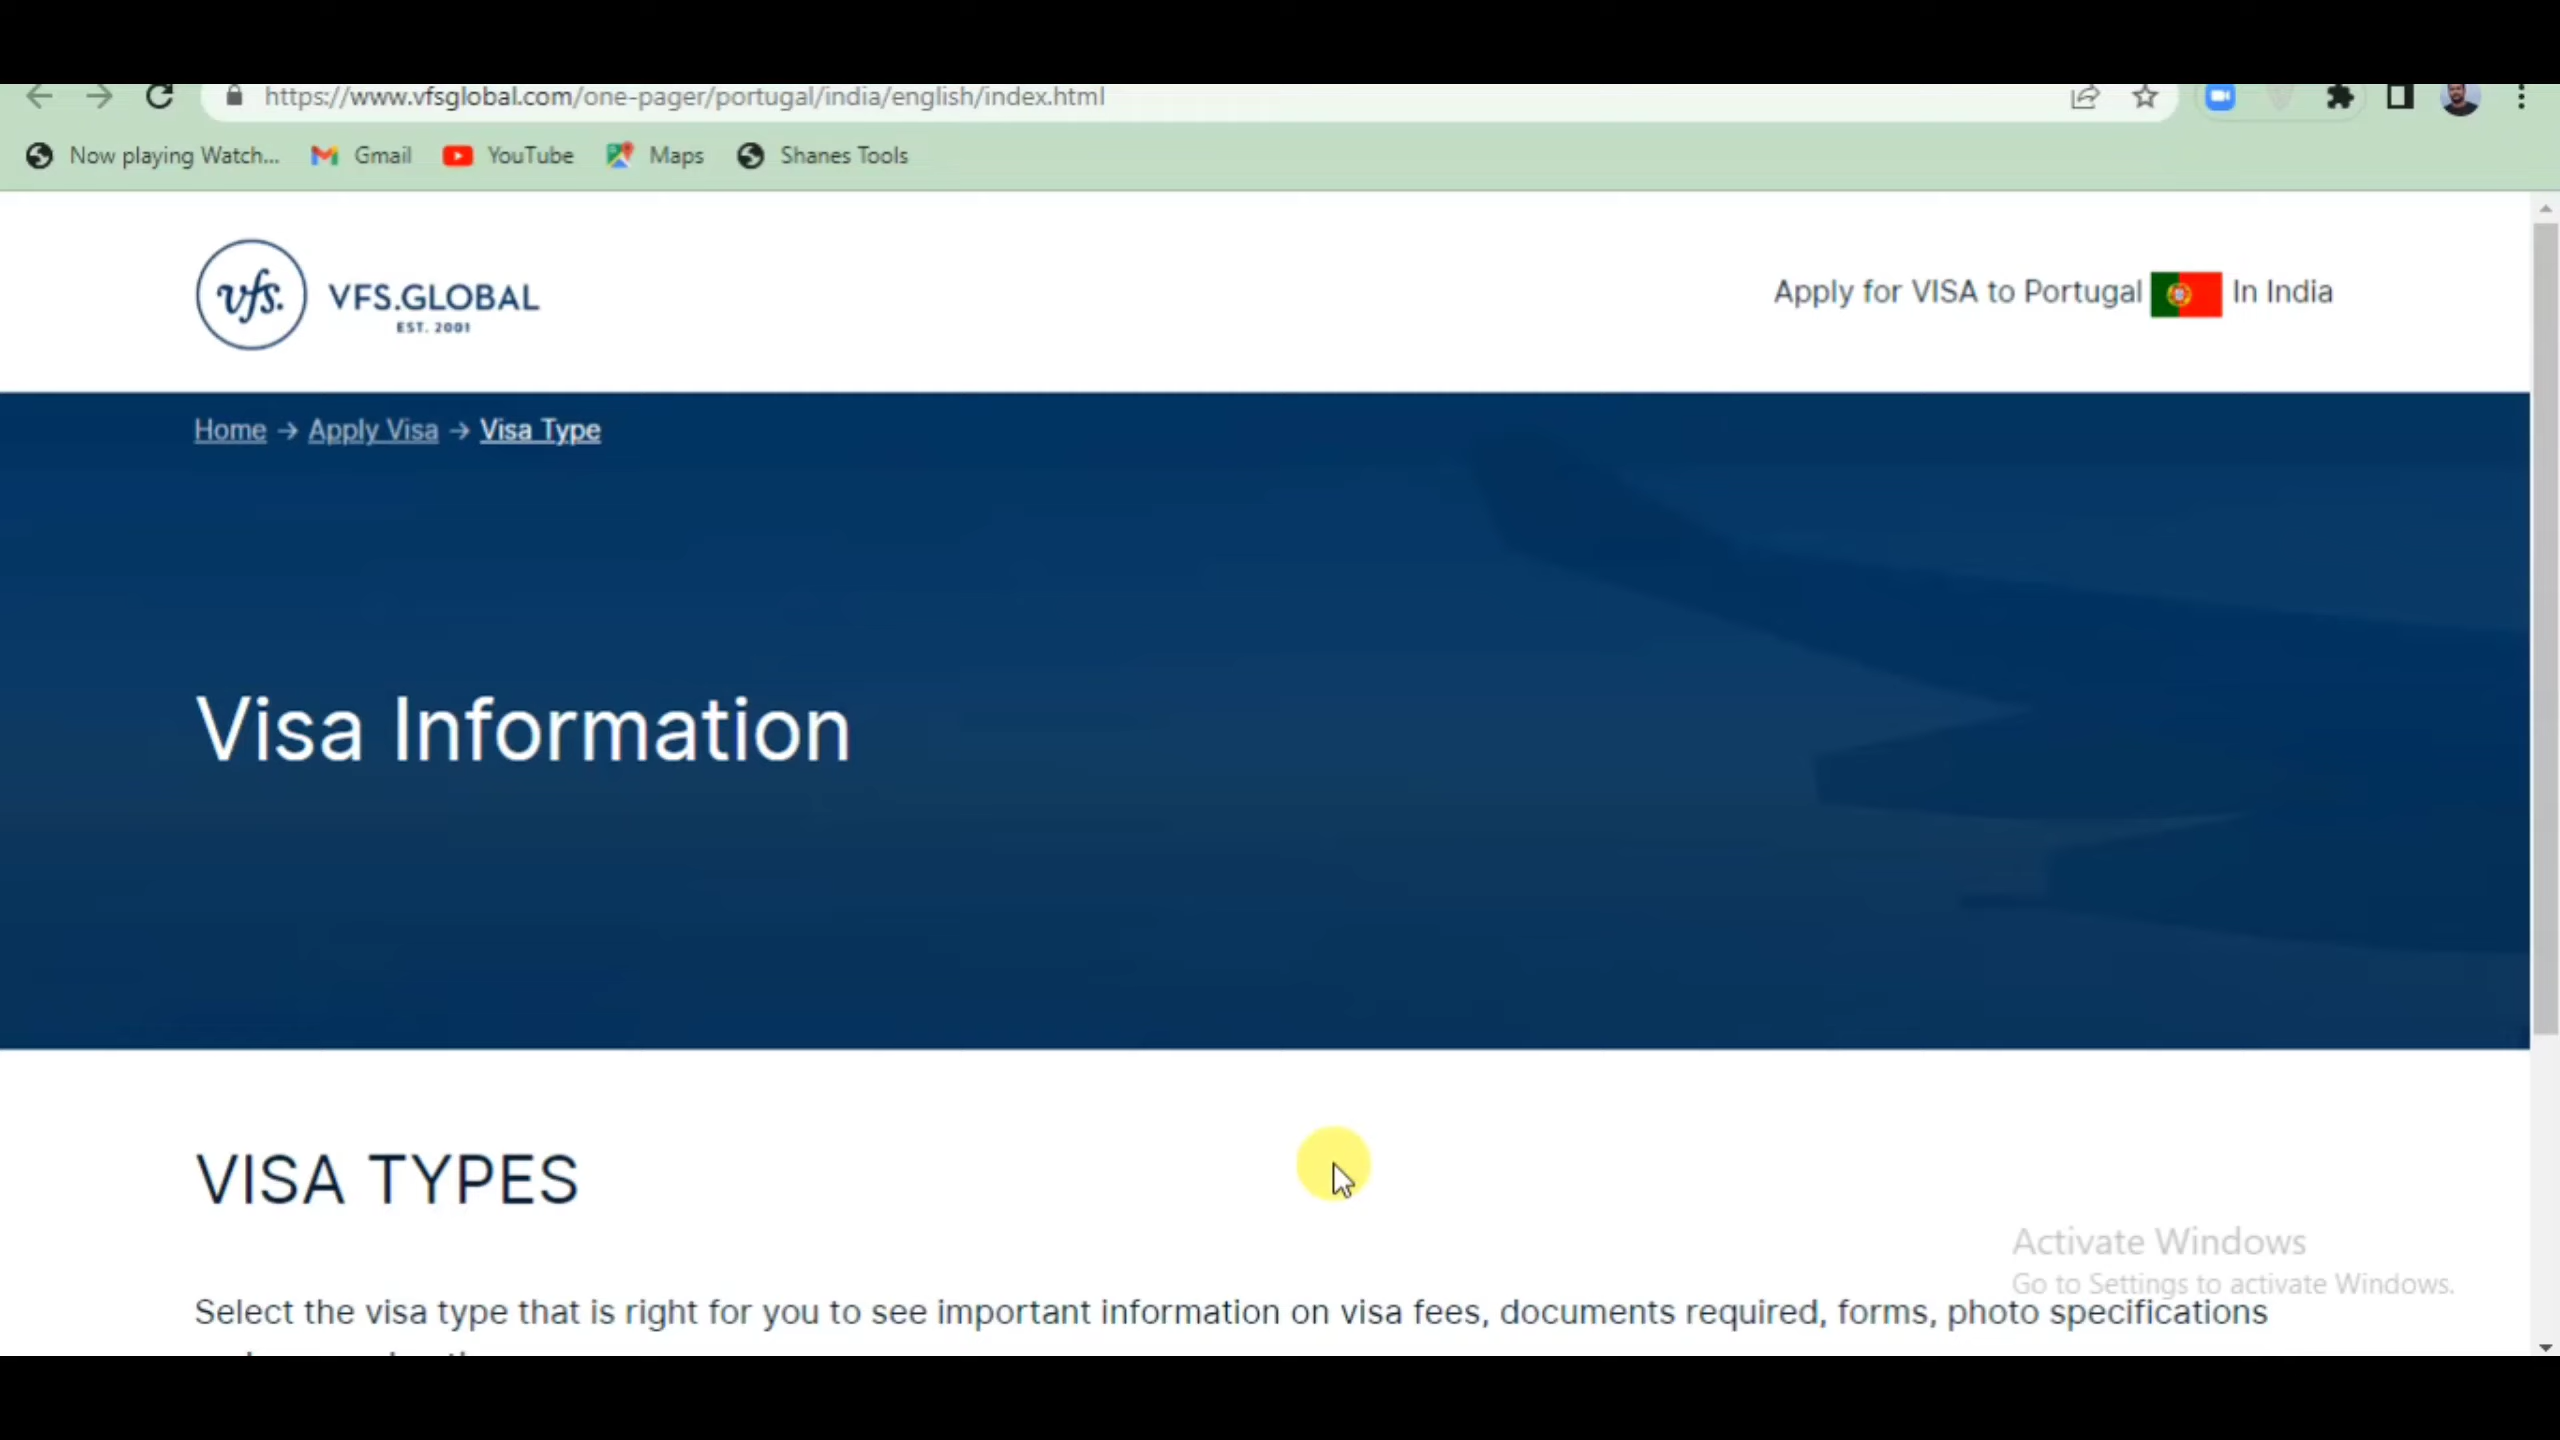 https://www.vfsglobal.com/one-pager/portugal/india/english/index.html
Now playing Watch... Gmail YouTube Maps Shanes Tools
vfs. VFS.GLOBAL
EST. 2001
Apply for VISA to Portugal In India
Home → Apply Visa → Visa Type
Visa Information
VISA TYPES
Activate Windows
Go to Settings to activate Windows.
Select the visa type that is right for you to see important information on visa fees, documents required, forms, photo specifications